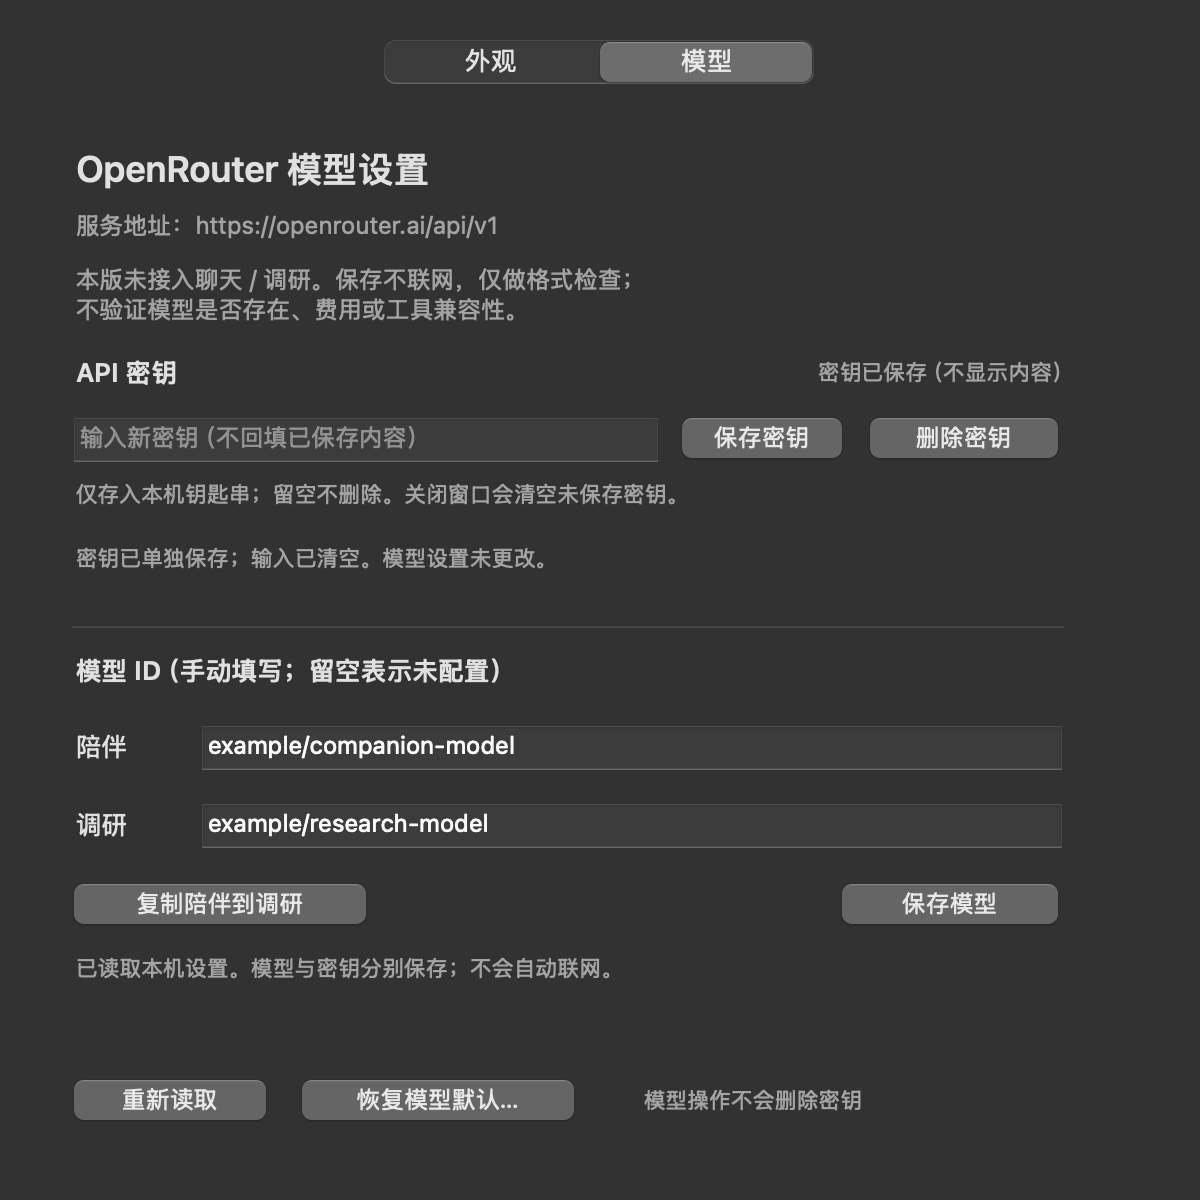 外观
模型
OpenRouter 模型设置
服务地址：https://openrouter.ai/api/v1
本版未接入聊天 / 调研。保存不联网，仅做格式检查；
不验证模型是否存在、费用或工具兼容性。
API 密钥
密钥已保存（不显示内容）
输入新密钥（不回填已保存内容）
保存密钥
删除密钥
仅存入本机钥匙串；留空不删除。关闭窗口会清空未保存密钥。
密钥已单独保存；输入已清空。模型设置未更改。
模型 ID（手动填写；留空表示未配置）
陪伴
example/companion-model
调研
example/research-model
复制陪伴到调研
保存模型
已读取本机设置。模型与密钥分别保存；不会自动联网。
重新读取
恢复模型默认...
模型操作不会删除密钥